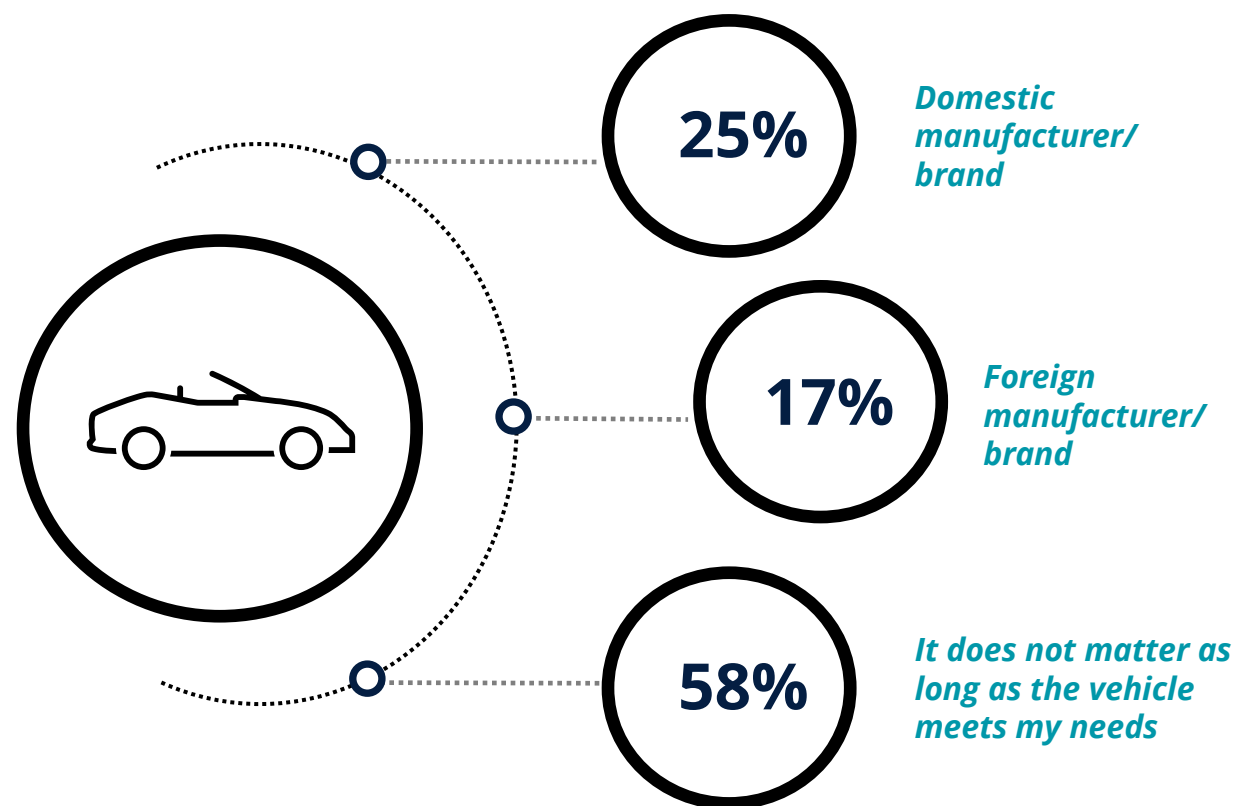 25%
Domestic
manufacturer/
brand
17%
Foreign
manufacturer/
brand
58%
It does not matter as
long as the vehicle
meets my needs